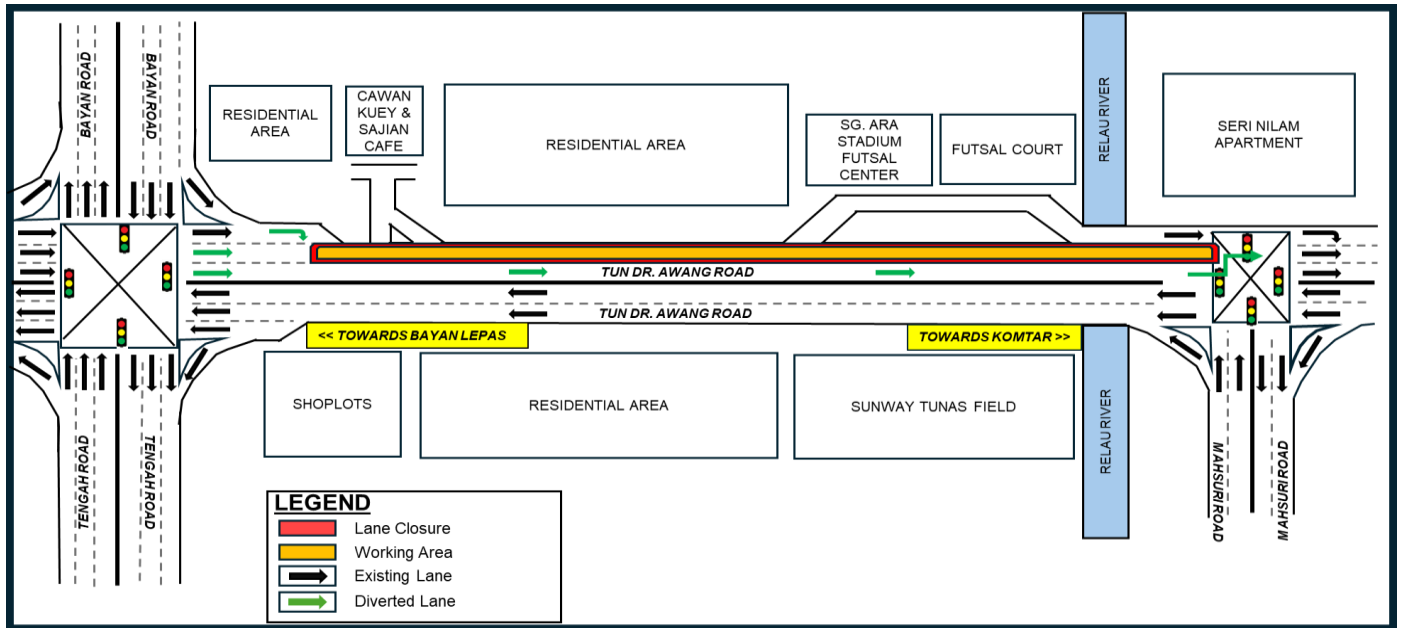 BAYAN ROAD
BAYAN ROAD
RESIDENTIAL
AREA
CAWAN
KUEY &
SAJIAN
CAFE
RESIDENTIAL AREA
SG. ARA
STADIUM
FUTSAL
CENTER
FUTSAL COURT
RELAU RIVER
SERI NILAM
APARTMENT
TUN DR. AWANG ROAD
TUN DR. AWANG ROAD
<< TOWARDS BAYAN LEPAS
TOWARDS KOMTAR >>
SHOPLOTS
RESIDENTIAL AREA
SUNWAY TUNAS FIELD
RELAU RIVER
TENGAH ROAD
TENGAH ROAD
MAHSURI ROAD
MAHSURI ROAD
LEGEND
Lane Closure
Working Area
Existing Lane
Diverted Lane